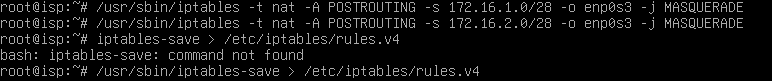 root@isp:~# /usr/sbin/iptables -t nat -A POSTROUTING -s 172.16.1.0/28 -o enp0s3 -j MASQUERADE
root@isp:~# /usr/sbin/iptables -t nat -A POSTROUTING -s 172.16.2.0/28 -o enp0s3 -j MASQUERADE
root@isp:~# iptables-save > /etc/iptables/rules.v4
bash: iptables-save: command not found
root@isp:~# /usr/sbin/iptables-save > /etc/iptables/rules.v4